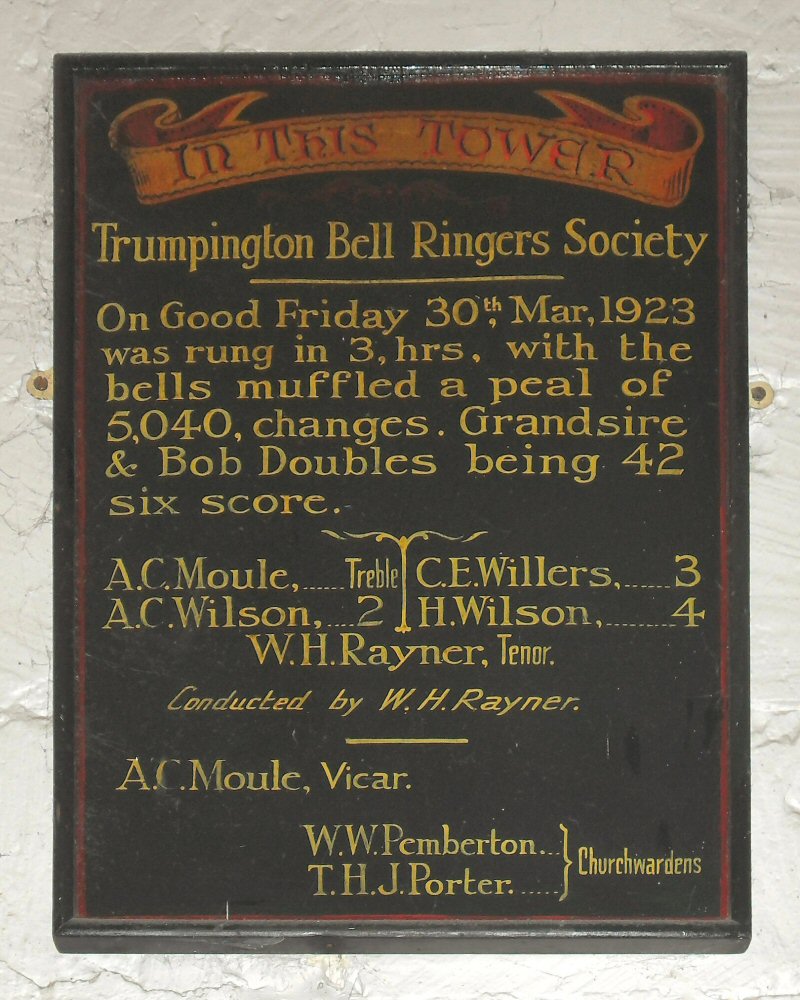 In This Tower
Trumpington Bell Ringers Society
On Good Friday 30th, Mar, 1923
was rung in 3, hrs, with the
bells muffled a peal of
5,040, changes. Grandsire
& Bob Doubles being 42
six score.
A.C.Moule,......Treble C.E.Willers,......3
A.C.Wilson,....2 H.Wilson,........4
W.H.Rayner, Tenor.
Conducted by W.H.Rayner.
A.C.Moule, Vicar.
W.W.Pemberton...
T.H.J.Porter...... } Churchwardens